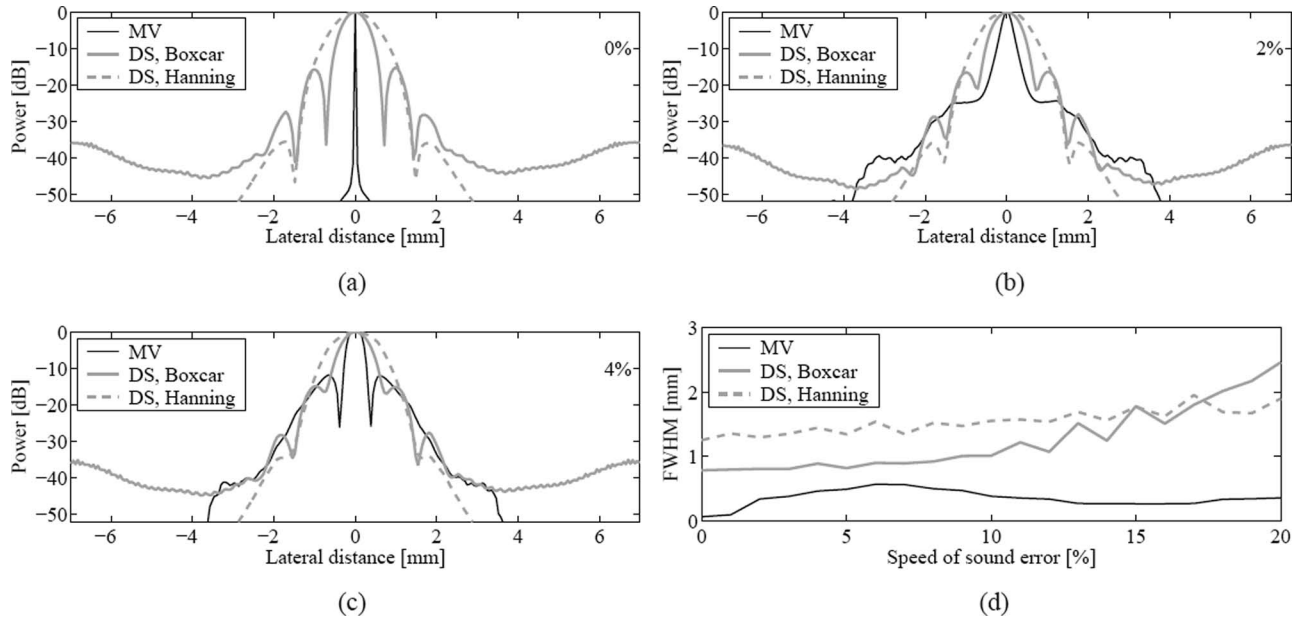 0
−10
−20
−30
−40
−50
Power [dB]
MV
DS, Boxcar
DS, Hanning
0%
−6 −4 −2 0 2 4 6
Lateral distance [mm]
(a)
0
−10
−20
−30
−40
−50
Power [dB]
MV
DS, Boxcar
DS, Hanning
2%
−6 −4 −2 0 2 4 6
Lateral distance [mm]
(b)
0
−10
−20
−30
−40
−50
Power [dB]
MV
DS, Boxcar
DS, Hanning
4%
−6 −4 −2 0 2 4 6
Lateral distance [mm]
(c)
3
2
1
0
FWHM [mm]
MV
DS, Boxcar
DS, Hanning
0 5 10 15 20
Speed of sound error [%]
(d)